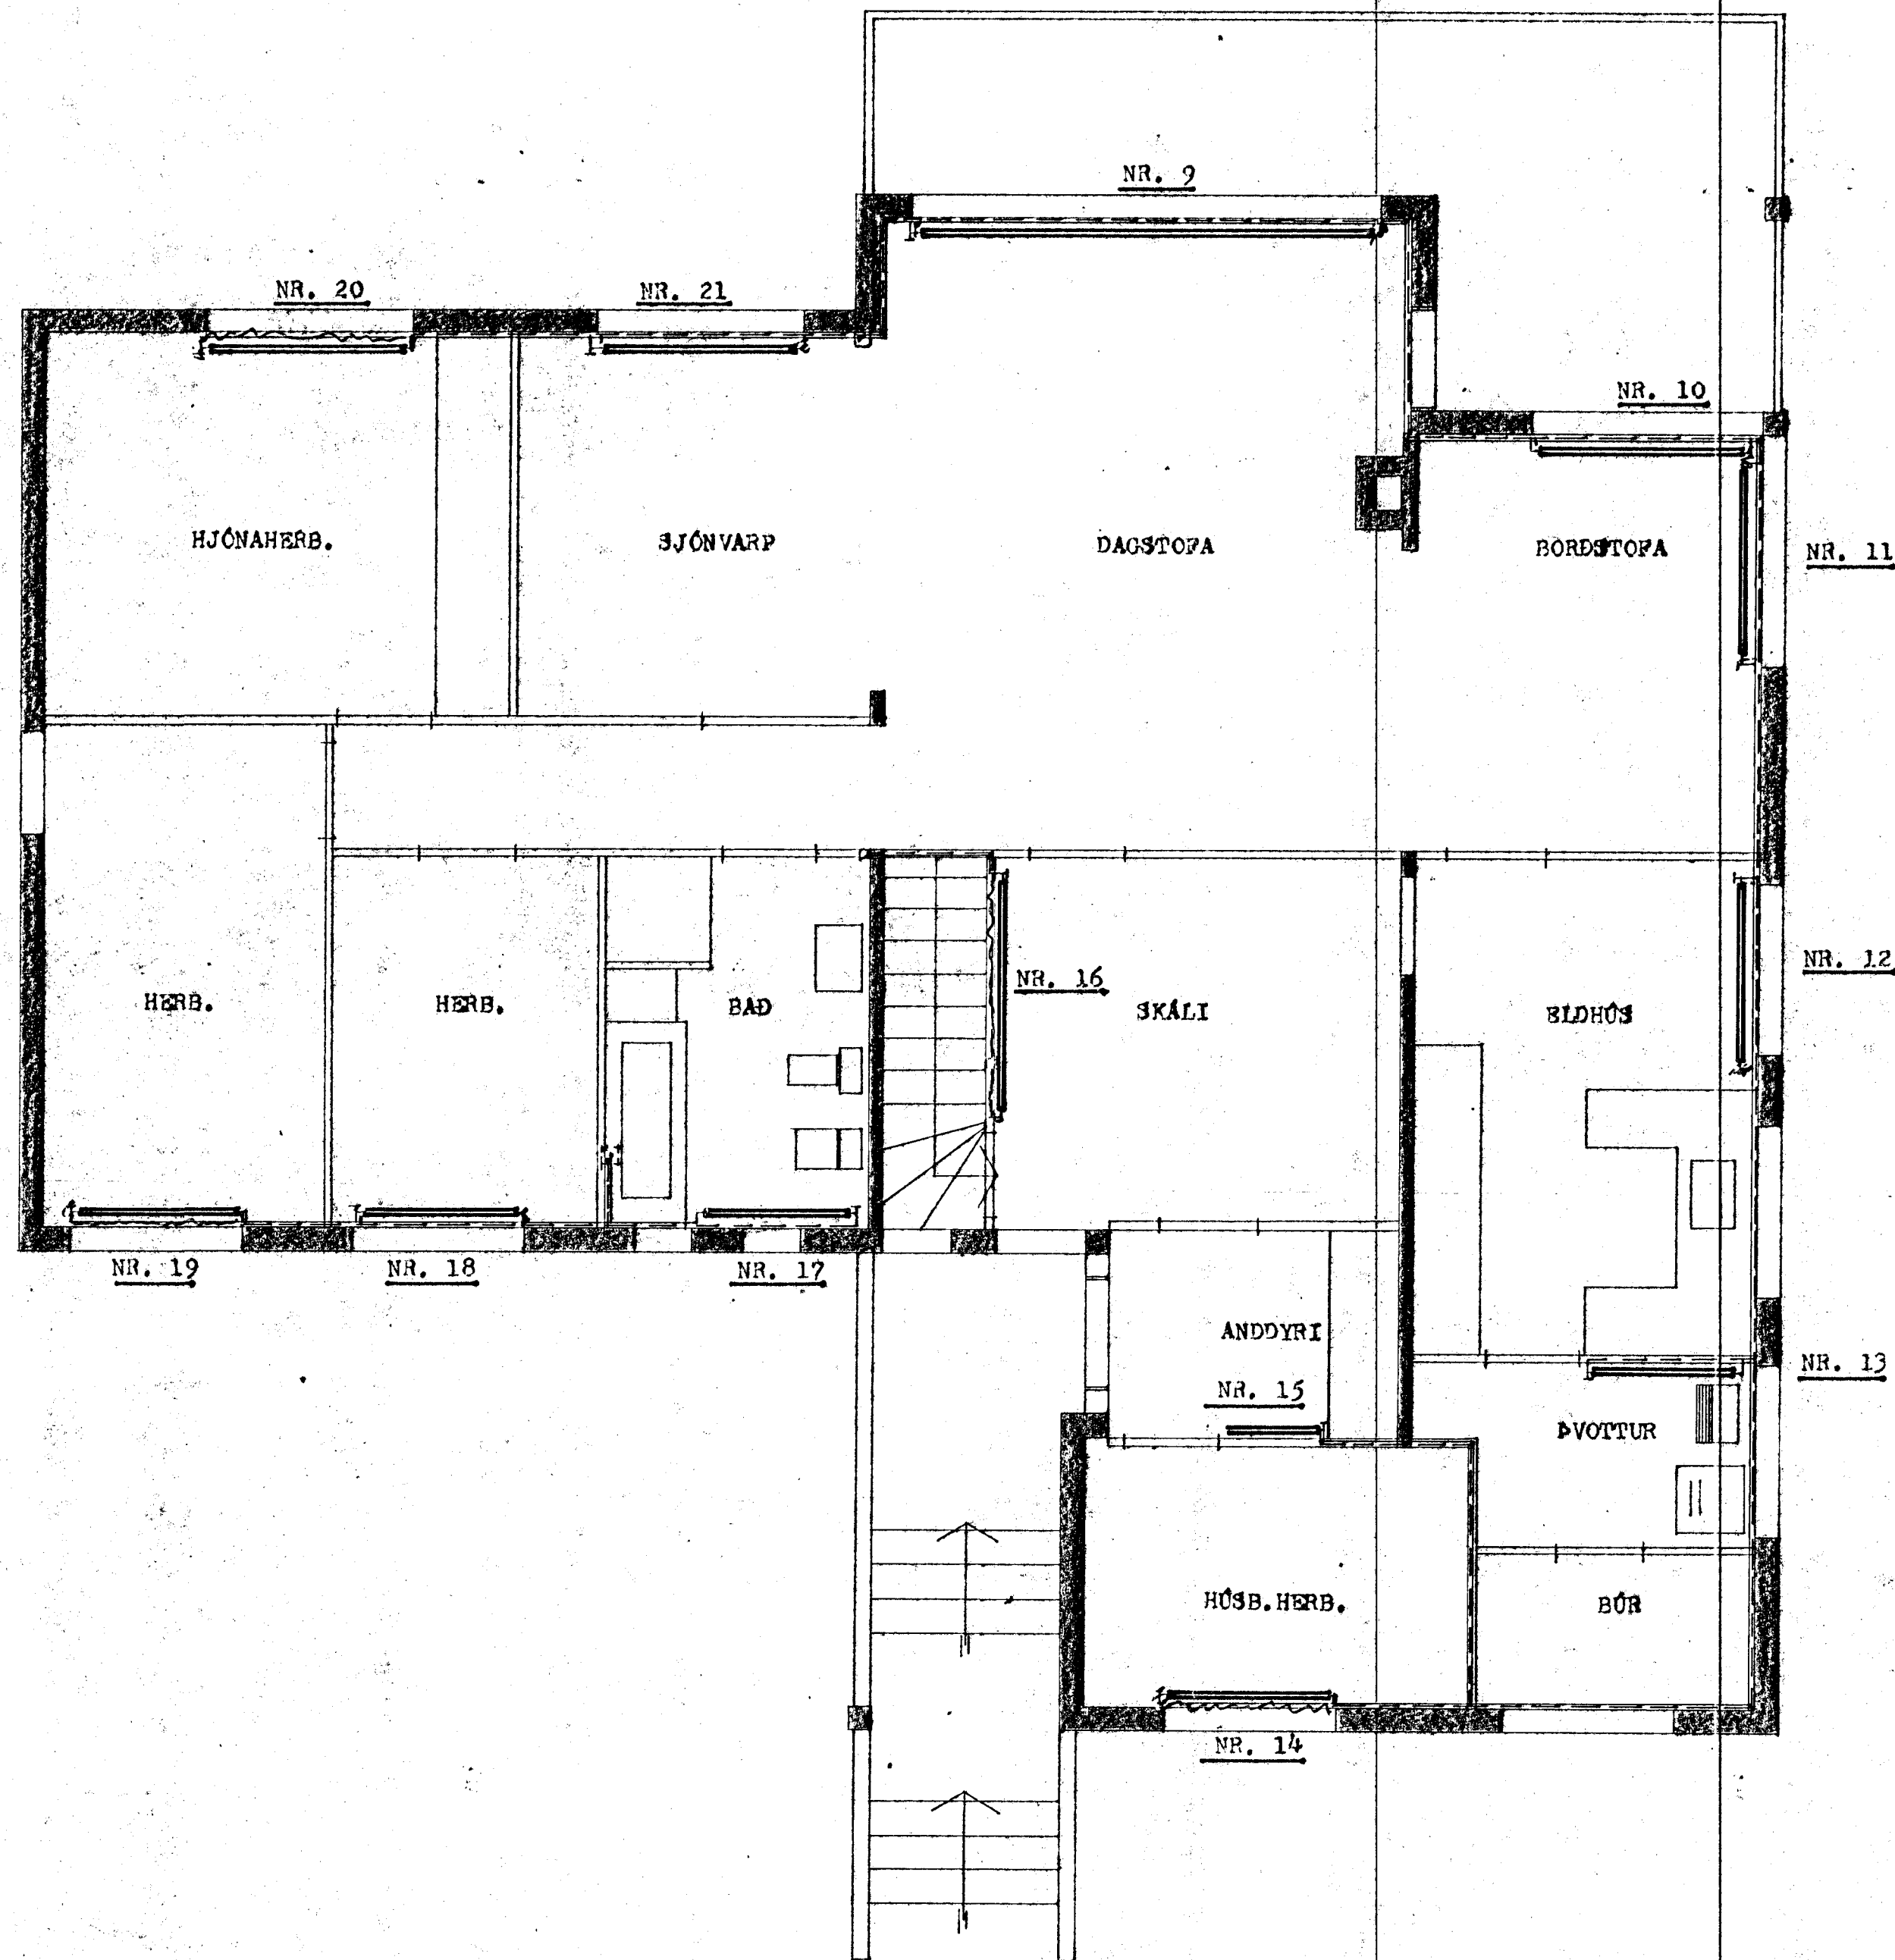 NR. 9
NR. 20
NR. 21
NR. 10
HJÓNAHERB.
SJÓNVARP
DAGSTOFA
BORÐSTOFA
NR. 11
NR. 12
NR. 16
HERB.
HERB.
BAÐ
SKÁLI
ELDHÚS
NR. 19
NR. 18
NR. 17
ANDDYRI
NR. 13
NR. 15
ÞVOTTUR
HÚSB.HERB.
BÚR
NR. 14